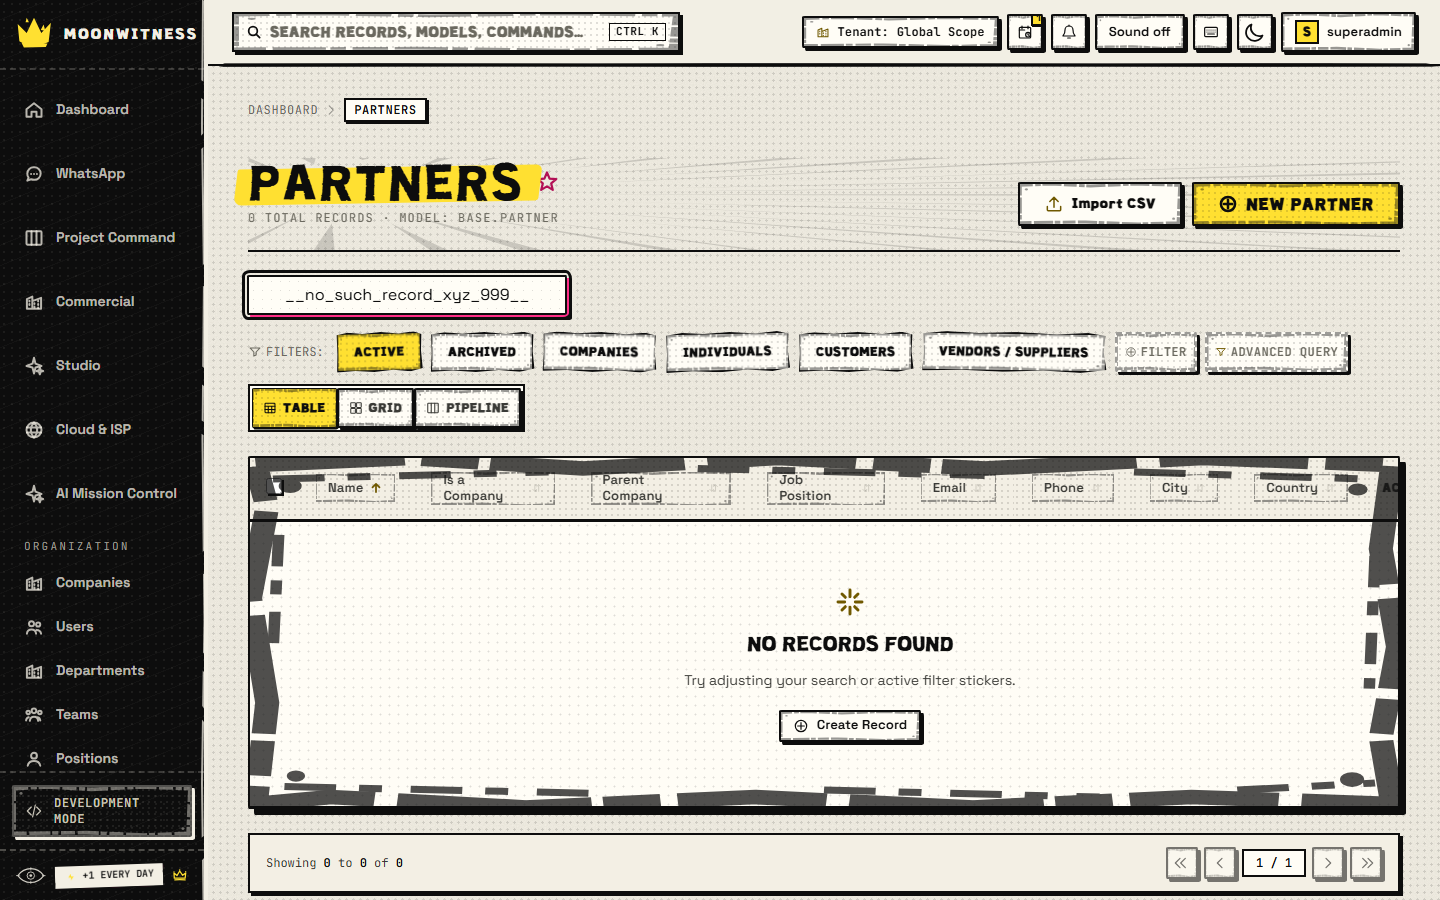 MOONWITNESS
SEARCH RECORDS, MODELS, COMMANDS...
CTRL K
Tenant: Global Scope
Sound off
S
superadmin
Dashboard
WhatsApp
Project Command
Commercial
Studio
Cloud & ISP
AI Mission Control
ORGANIZATION
Companies
Users
Departments
Teams
Positions
DEVELOPMENT
MODE
+1 EVERY DAY
DASHBOARD
PARTNERS
PARTNERS
0 TOTAL RECORDS · MODEL: BASE.PARTNER
Import CSV
NEW PARTNER
__no_such_record_xyz_999__
FILTERS:
ACTIVE
ARCHIVED
COMPANIES
INDIVIDUALS
CUSTOMERS
VENDORS / SUPPLIERS
FILTER
ADVANCED QUERY
TABLE
GRID
PIPELINE
Name
Is a
Company
Parent
Company
Job
Position
Email
Phone
City
Country
NO RECORDS FOUND
Try adjusting your search or active filter stickers.
Create Record
Showing 0 to 0 of 0
1 / 1